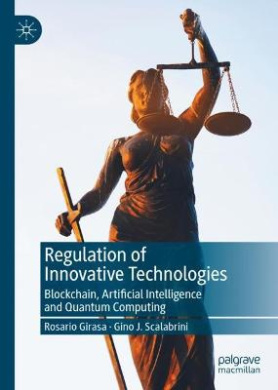 Regulation of
Innovative Technologies
Blockchain, Artificial Intelligence
and Quantum Computing
Rosario Girasa · Gino J. Scalabrini
palgrave
macmillan